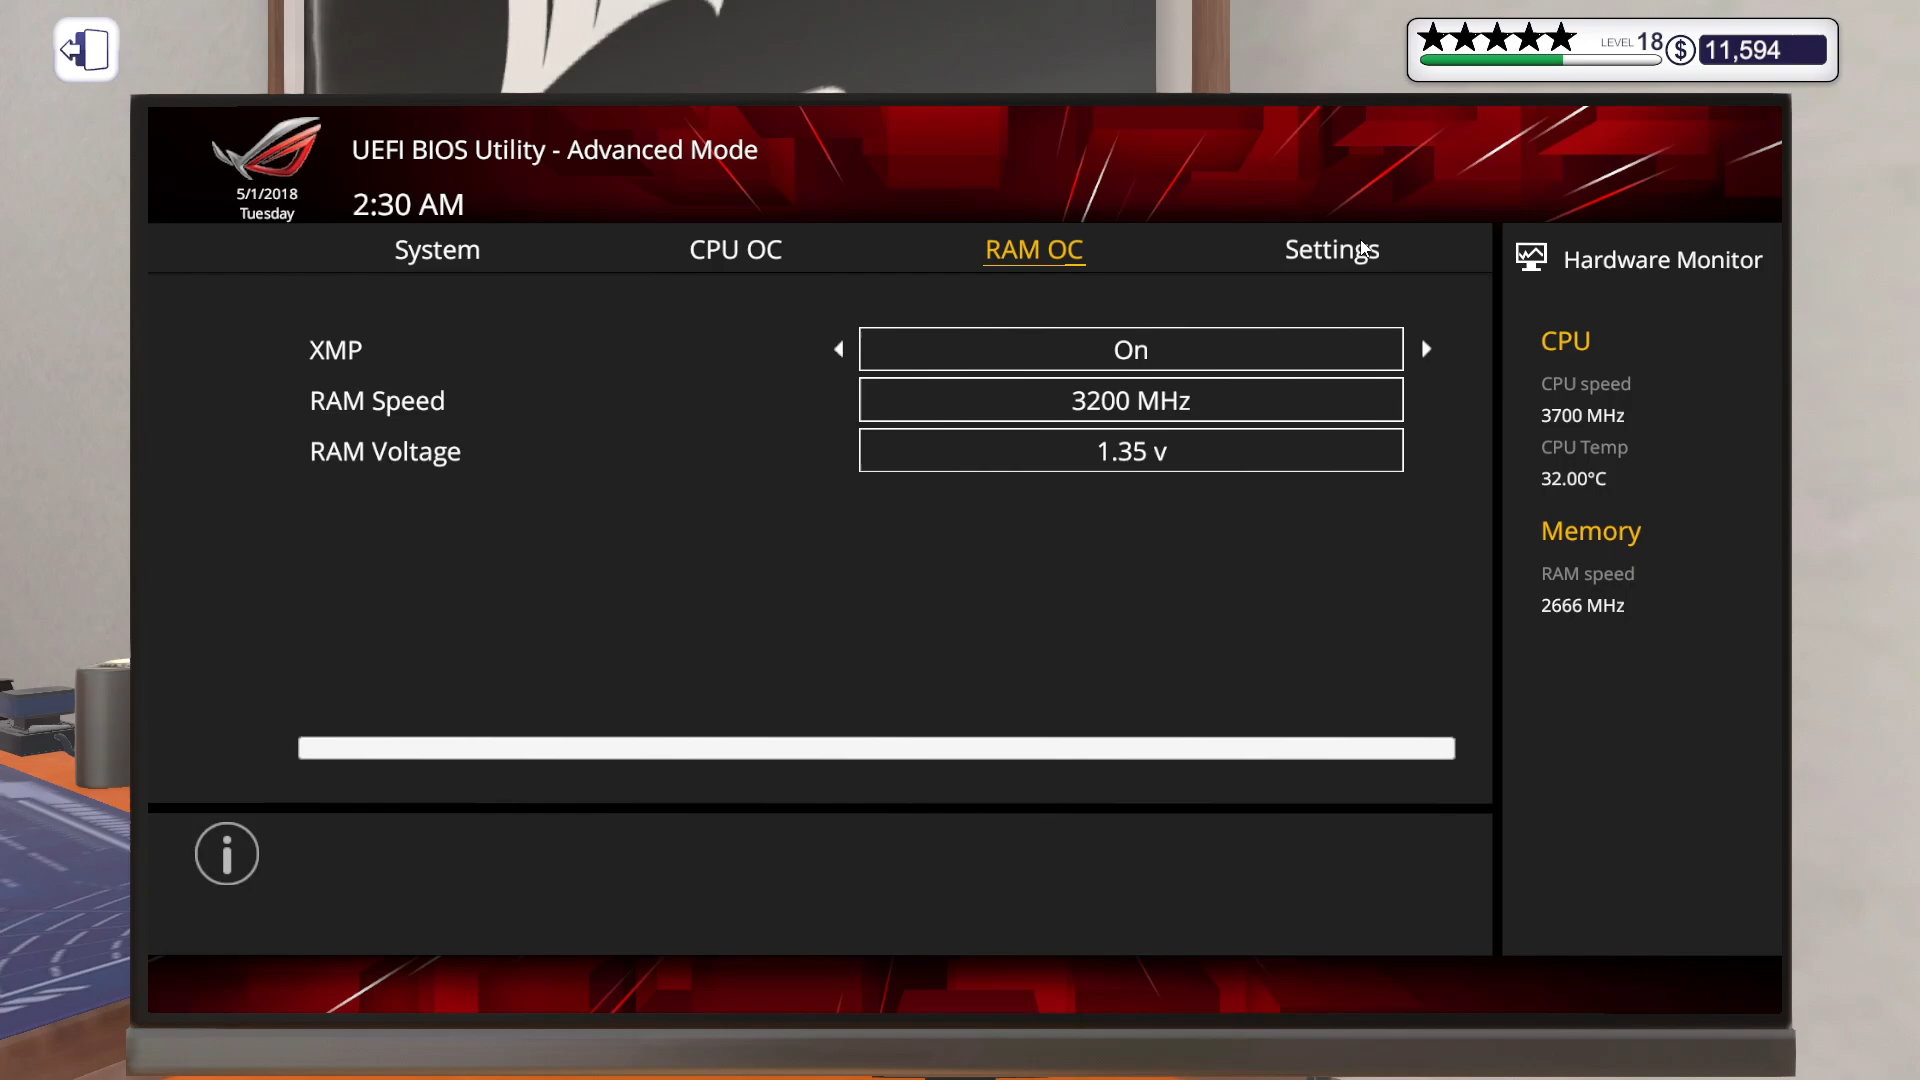 LEVEL 18
$ 11,594
UEFI BIOS Utility - Advanced Mode
5/1/2018
Tuesday
2:30 AM
System
CPU OC
RAM OC
Settings
Hardware Monitor
XMP
On
RAM Speed
3200 MHz
RAM Voltage
1.35 v
CPU
CPU speed
3700 MHz
CPU Temp
32.00°C
Memory
RAM speed
2666 MHz
i